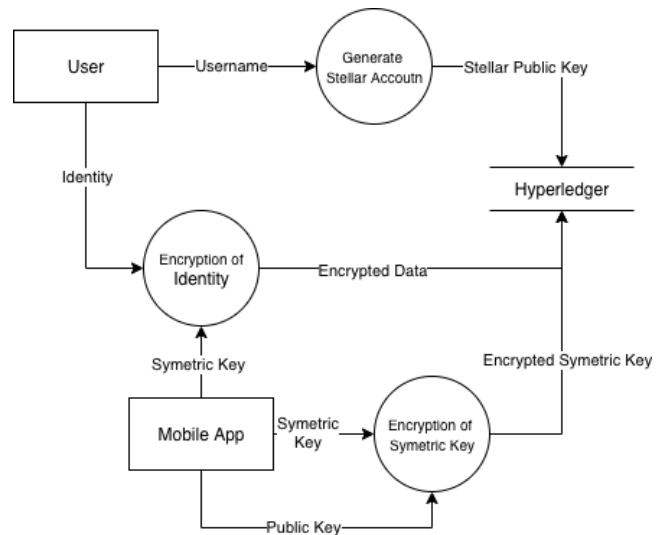 User
Username
Generate
Stellar Accoutn
Stellar Public Key
Identity
Hyperledger
Encryption of
Identity
Encrypted Data
Symetric Key
Encrypted Symetric Key
Mobile App
Symetric
Key
Encryption of
Symetric Key
Public Key